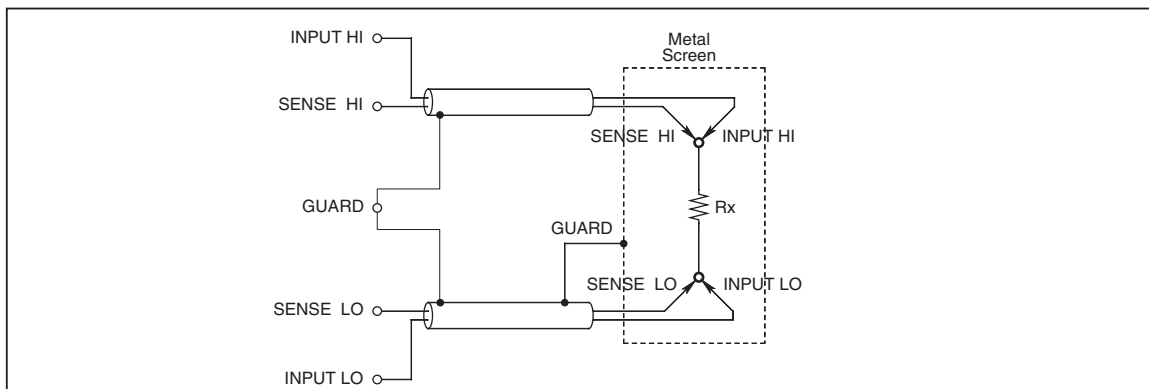 INPUT HI
Metal
Screen
SENSE HI
SENSE HI
INPUT HI
GUARD
Rx
GUARD
SENSE LO
INPUT LO
SENSE LO
INPUT LO